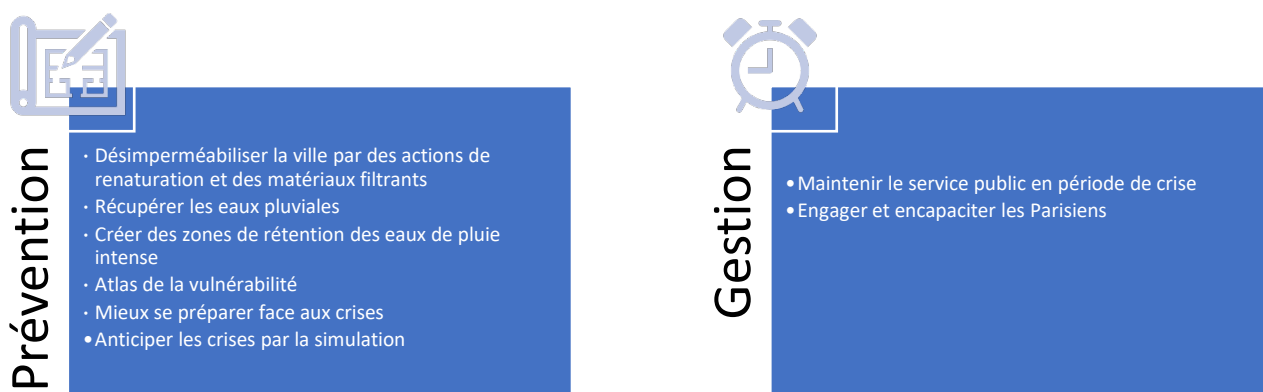 Prévention
· Désimperméabiliser la ville par des actions de
renaturation et des matériaux filtrants
· Récupérer les eaux pluviales
· Créer des zones de rétention des eaux de pluie
intense
· Atlas de la vulnérabilité
· Mieux se préparer face aux crises
•Anticiper les crises par la simulation
Gestion
•Maintenir le service public en période de crise
•Engager et encapaciter les Parisiens